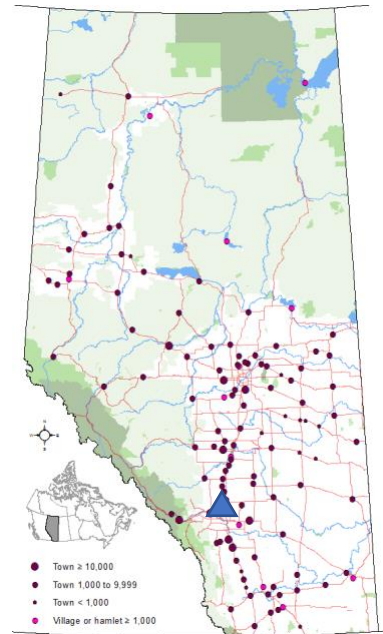 N
Town ≥ 10,000
Town 1,000 to 9,999
Town < 1,000
Village or hamlet ≥ 1,000